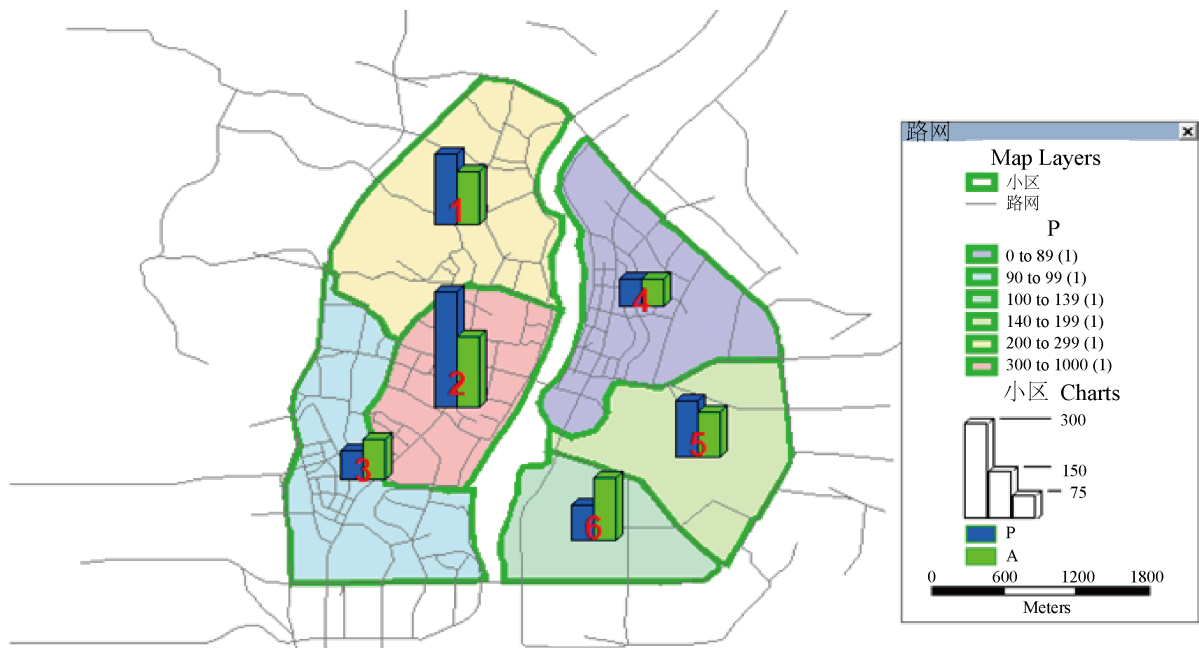 1
2
3
4
5
6
路网
Map Layers
小区
路网
P
0 to 89 (1)
90 to 99 (1)
100 to 139 (1)
140 to 199 (1)
200 to 299 (1)
300 to 1000 (1)
小区 Charts
300
150
75
P
A
0 600 1200 1800
Meters